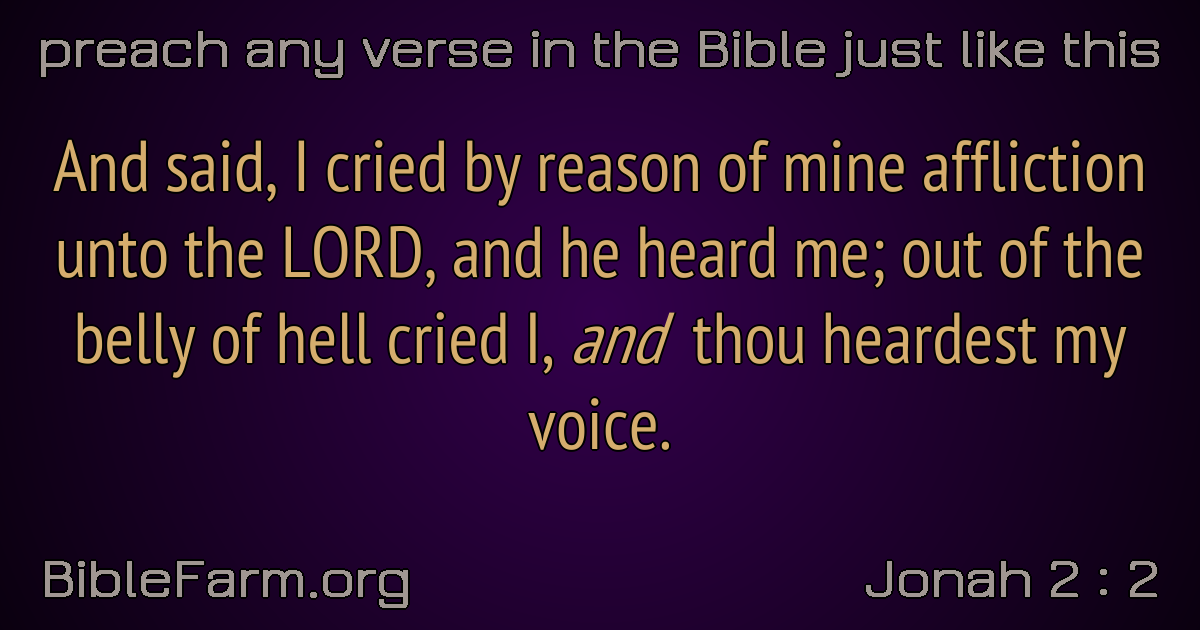 preach any verse in the Bible just like this
And said, I cried by reason of mine affliction
unto the LORD, and he heard me; out of the
belly of hell cried I, and thou heardest my
voice.
BibleFarm.org
Jonah 2 : 2